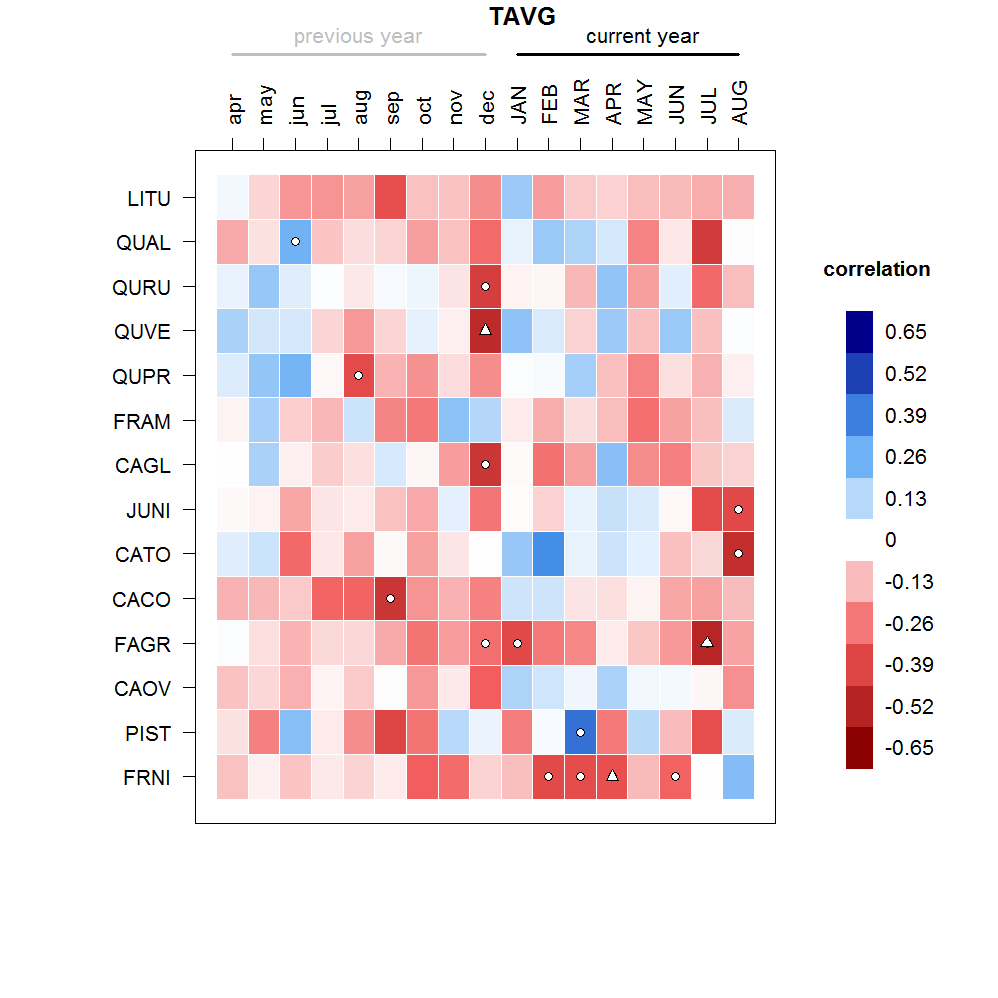 TAVG
previous year current year
apr may jun jul aug sep oct nov dec JAN FEB MAR APR MAY JUN JUL AUG
LITU
QUAL
QURU
QUVE
QUPR
FRAM
CAGL
JUNI
CATO
CACO
FAGR
CAOV
PIST
FRNI
correlation
0.65
0.52
0.39
0.26
0.13
0
-0.13
-0.26
-0.39
-0.52
-0.65